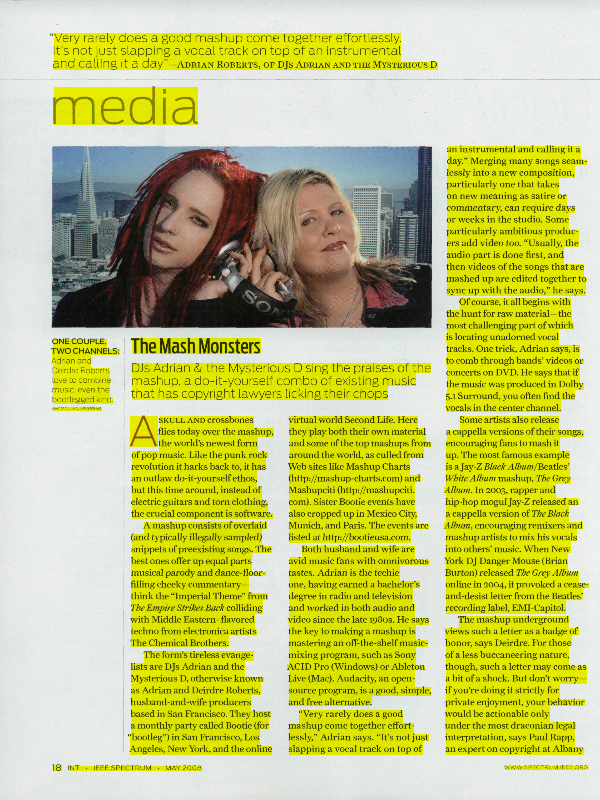 "Very rarely does a good mashup come together effortlessly.
It's not just slapping a vocal track on top of an instrumental
and calling it a day" —ADRIAN ROBERTS, OF DJS ADRIAN AND THE MYSTERIOUS D
media
SON
ONE COUPLE,
TWO CHANNELS:
Adrian and
Deirdre Roberts
love to combine
music, even the
bootlegged kind.
The Mash Monsters
DJs Adrian & the Mysterious D sing the praises of the
mashup, a do-it-yourself combo of existing music
that has copyright lawyers licking their chops
A SKULL AND CROSSBONES
flies today over the mashup,
the world's newest form
of pop music. Like the punk rock
revolution it harks back to, it has
an outlaw do-it-yourself ethos,
but this time around, instead of
electric guitars and torn clothing,
the crucial component is software.
A mashup consists of overlaid
(and typically illegally sampled)
snippets of preexisting songs. The
best ones offer up equal parts
musical parody and dance-floor-
filling cheeky commentary—
think the "Imperial Theme" from
The Empire Strikes Back colliding
with Middle Eastern–flavored
techno from electronica artists
The Chemical Brothers.
The form's tireless evange-
lists are DJs Adrian and the
Mysterious D, otherwise known
as Adrian and Deirdre Roberts,
husband-and-wife producers
based in San Francisco. They host
a monthly party called Bootie (for
"bootleg") in San Francisco, Los
Angeles, New York, and the online
virtual world Second Life. Here
they play both their own material
and some of the top mashups from
around the world, as culled from
Web sites like Mashup Charts
(http://mashup-charts.com) and
Mashupciti (http://mashupciti.
com). Sister Bootie events have
also cropped up in Mexico City,
Munich, and Paris. The events are
listed at http://bootieusa.com.
Both husband and wife are
avid music fans with omnivorous
tastes. Adrian is the techie
one, having earned a bachelor's
degree in radio and television
and worked in both audio and
video since the late 1980s. He says
the key to making a mashup is
mastering an off-the-shelf music-
mixing program, such as Sony
ACID Pro (Windows) or Ableton
Live (Mac). Audacity, an open-
source program, is a good, simple,
and free alternative.
"Very rarely does a good
mashup come together effort-
lessly," Adrian says. "It's not just
slapping a vocal track on top of
an instrumental and calling it a
day." Merging many songs seam-
lessly into a new composition,
particularly one that takes
on new meaning as satire or
commentary, can require days
or weeks in the studio. Some
particularly ambitious produc-
ers add video too. "Usually, the
audio part is done first, and
then videos of the songs that are
mashed up are edited together to
sync up with the audio," he says.
Of course, it all begins with
the hunt for raw material—the
most challenging part of which
is locating unadorned vocal
tracks. One trick, Adrian says, is
to comb through bands' videos or
concerts on DVD. He says that if
the music was produced in Dolby
5.1 Surround, you often find the
vocals in the center channel.
Some artists also release
a cappella versions of their songs,
encouraging fans to mash it
up. The most famous example
is a Jay-Z Black Album/Beatles'
White Album mashup, The Grey
Album. In 2003, rapper and
hip-hop mogul Jay-Z released an
a cappella version of The Black
Album, encouraging remixers and
mashup artists to mix his vocals
into others' music. When New
York DJ Danger Mouse (Brian
Burton) released The Grey Album
online in 2004, it provoked a cease-
and-desist letter from the Beatles'
recording label, EMI-Capitol.
The mashup underground
views such a letter as a badge of
honor, says Deirdre. For those
of a less buccaneering nature,
though, such a letter may come as
a bit of a shock. But don't worry—
if you're doing it strictly for
private enjoyment, your behavior
would be actionable only
under the most draconian legal
interpretation, says Paul Rapp,
an expert on copyright at Albany
18 INT · IEEE SPECTRUM · MAY 2008
WWW.SPECTRUM.IEEE.ORG